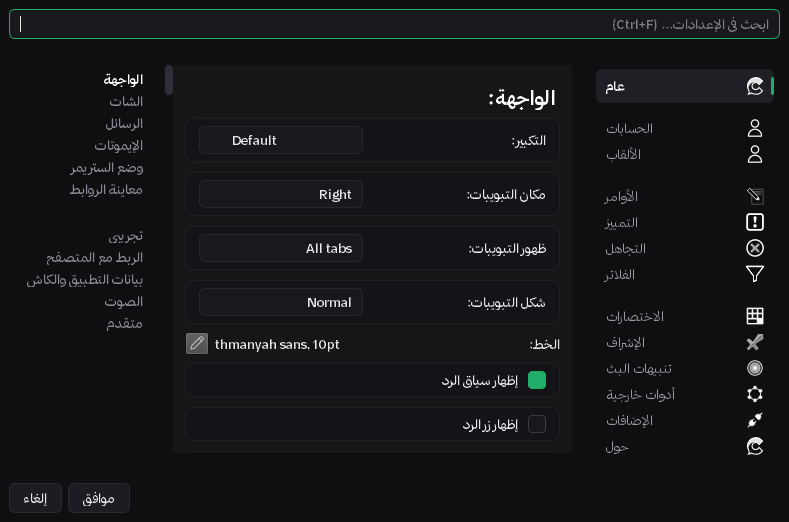 ابحث في الإعدادات... (Ctrl+F)
عام
الحسابات
الألقاب
الأوامر
التمييز
التجاهل
الفلاتر
الاختصارات
الإشراف
تنبيهات البث
أدوات خارجية
الإضافات
حول
الواجهة:
التكبير: Default
مكان التبويبات: Right
ظهور التبويبات: All tabs
شكل التبويبات: Normal
الخط: thmanyah sans, 10pt
إظهار سياق الرد
إظهار زر الرد
الواجهة
الشات
الرسائل
الإيموتات
وضع الستريمر
معاينة الروابط
تجريبي
الربط مع المتصفح
بيانات التطبيق والكاش
الصوت
متقدم
موافق
إلغاء